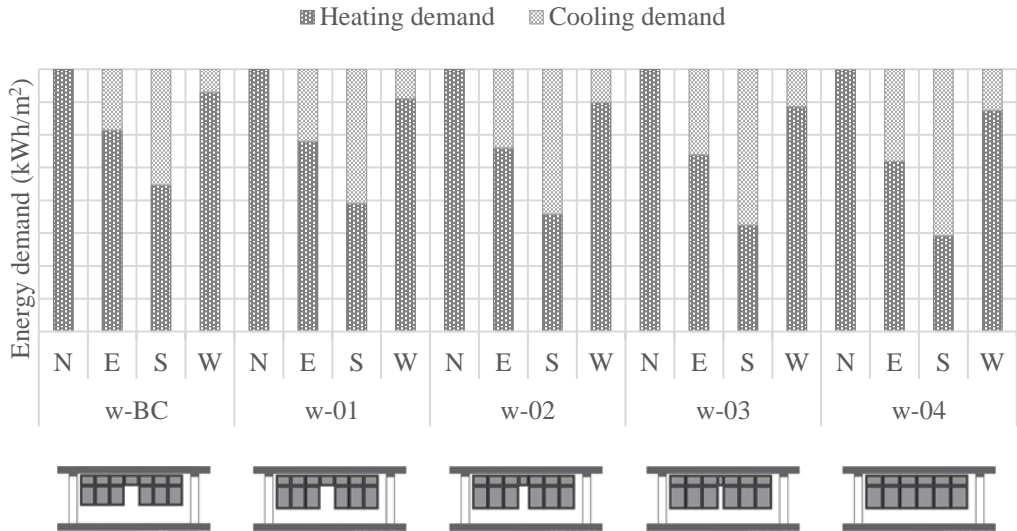 Heating demand Cooling demand
Energy demand (kWh/m²)
N E S W N E S W N E S W N E S W N E S W
w-BC w-01 w-02 w-03 w-04